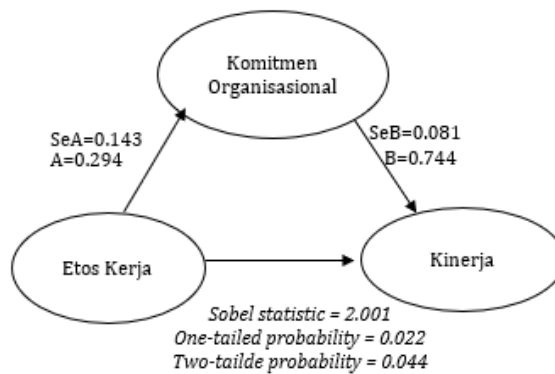 Komitmen
Organisasional
SeA=0.143
A=0.294
SeB=0.081
B=0.744
Etos Kerja
Kinerja
Sobel statistic = 2.001
One-tailed probability = 0.022
Two-tailde probability = 0.044